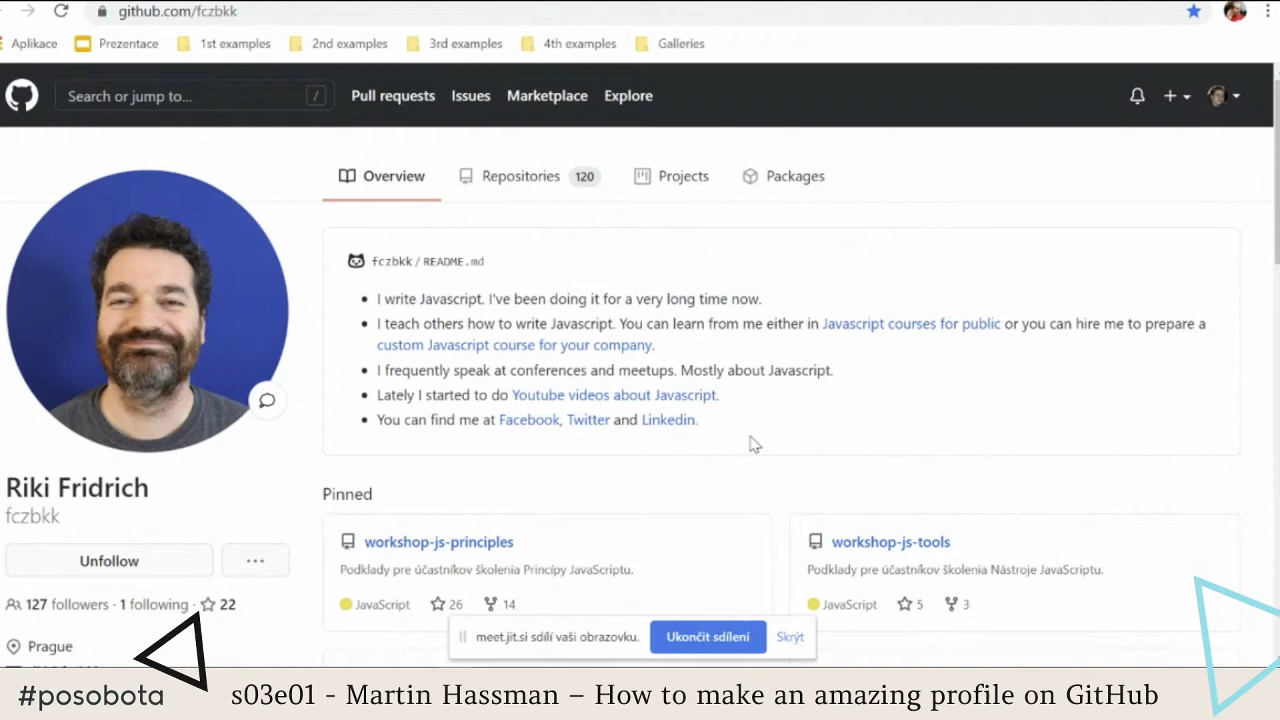 github.com/fczbkk
Aplikace Prezentace 1st examples 2nd examples 3rd examples 4th examples Galleries
Search or jump to... / Pull requests Issues Marketplace Explore
Overview Repositories 120 Projects Packages
fczbkk / README.md
• I write Javascript. I've been doing it for a very long time now.
• I teach others how to write Javascript. You can learn from me either in Javascript courses for public or you can hire me to prepare a
custom Javascript course for your company.
• I frequently speak at conferences and meetups. Mostly about Javascript.
• Lately I started to do Youtube videos about Javascript.
• You can find me at Facebook, Twitter and Linkedin.
Riki Fridrich
fczbkk
Unfollow ...
127 followers · 1 following · 22
Prague
Pinned
workshop-js-principles
Podklady pre účastníkov školenia Princípy JavaScriptu.
JavaScript 26 14
workshop-js-tools
Podklady pre účastníkov školenia Nástroje JavaScriptu.
JavaScript 5 3
meet.jit.si sdílí vaši obrazovku. Ukončit sdílení Skrýt
#posobota s03e01 - Martin Hassman – How to make an amazing profile on GitHub